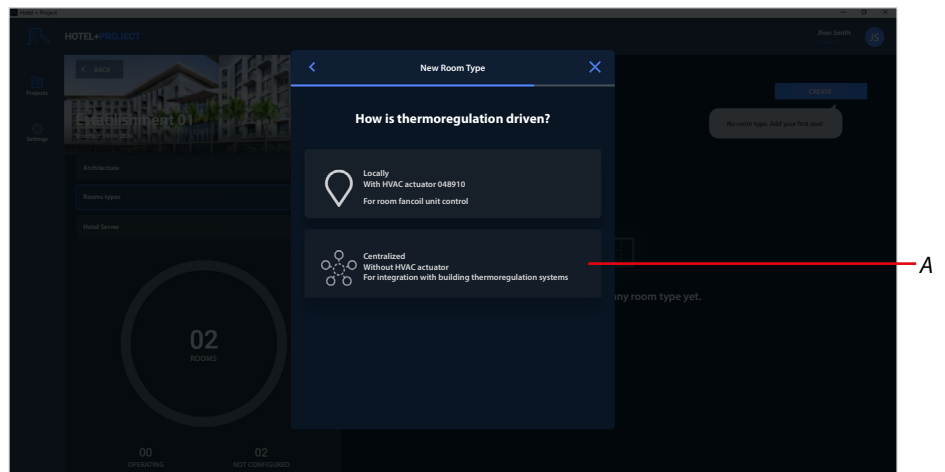 Hotel + Project
HOTEL+PROJECT
Jhon Smith
JS
Projects
Settings
< BACK
Establishment 01
Architecture
Rooms types
Hotel Server
02
ROOMS
00
OPERATING
02
NOT CONFIGURED
New Room Type
How is thermoregulation driven?
Locally
With HVAC actuator 048910
For room fancoil unit control
Centralized
Without HVAC actuator
For integration with building thermoregulation systems
A
CREATE
No room type. Add your first now!
any room type yet.